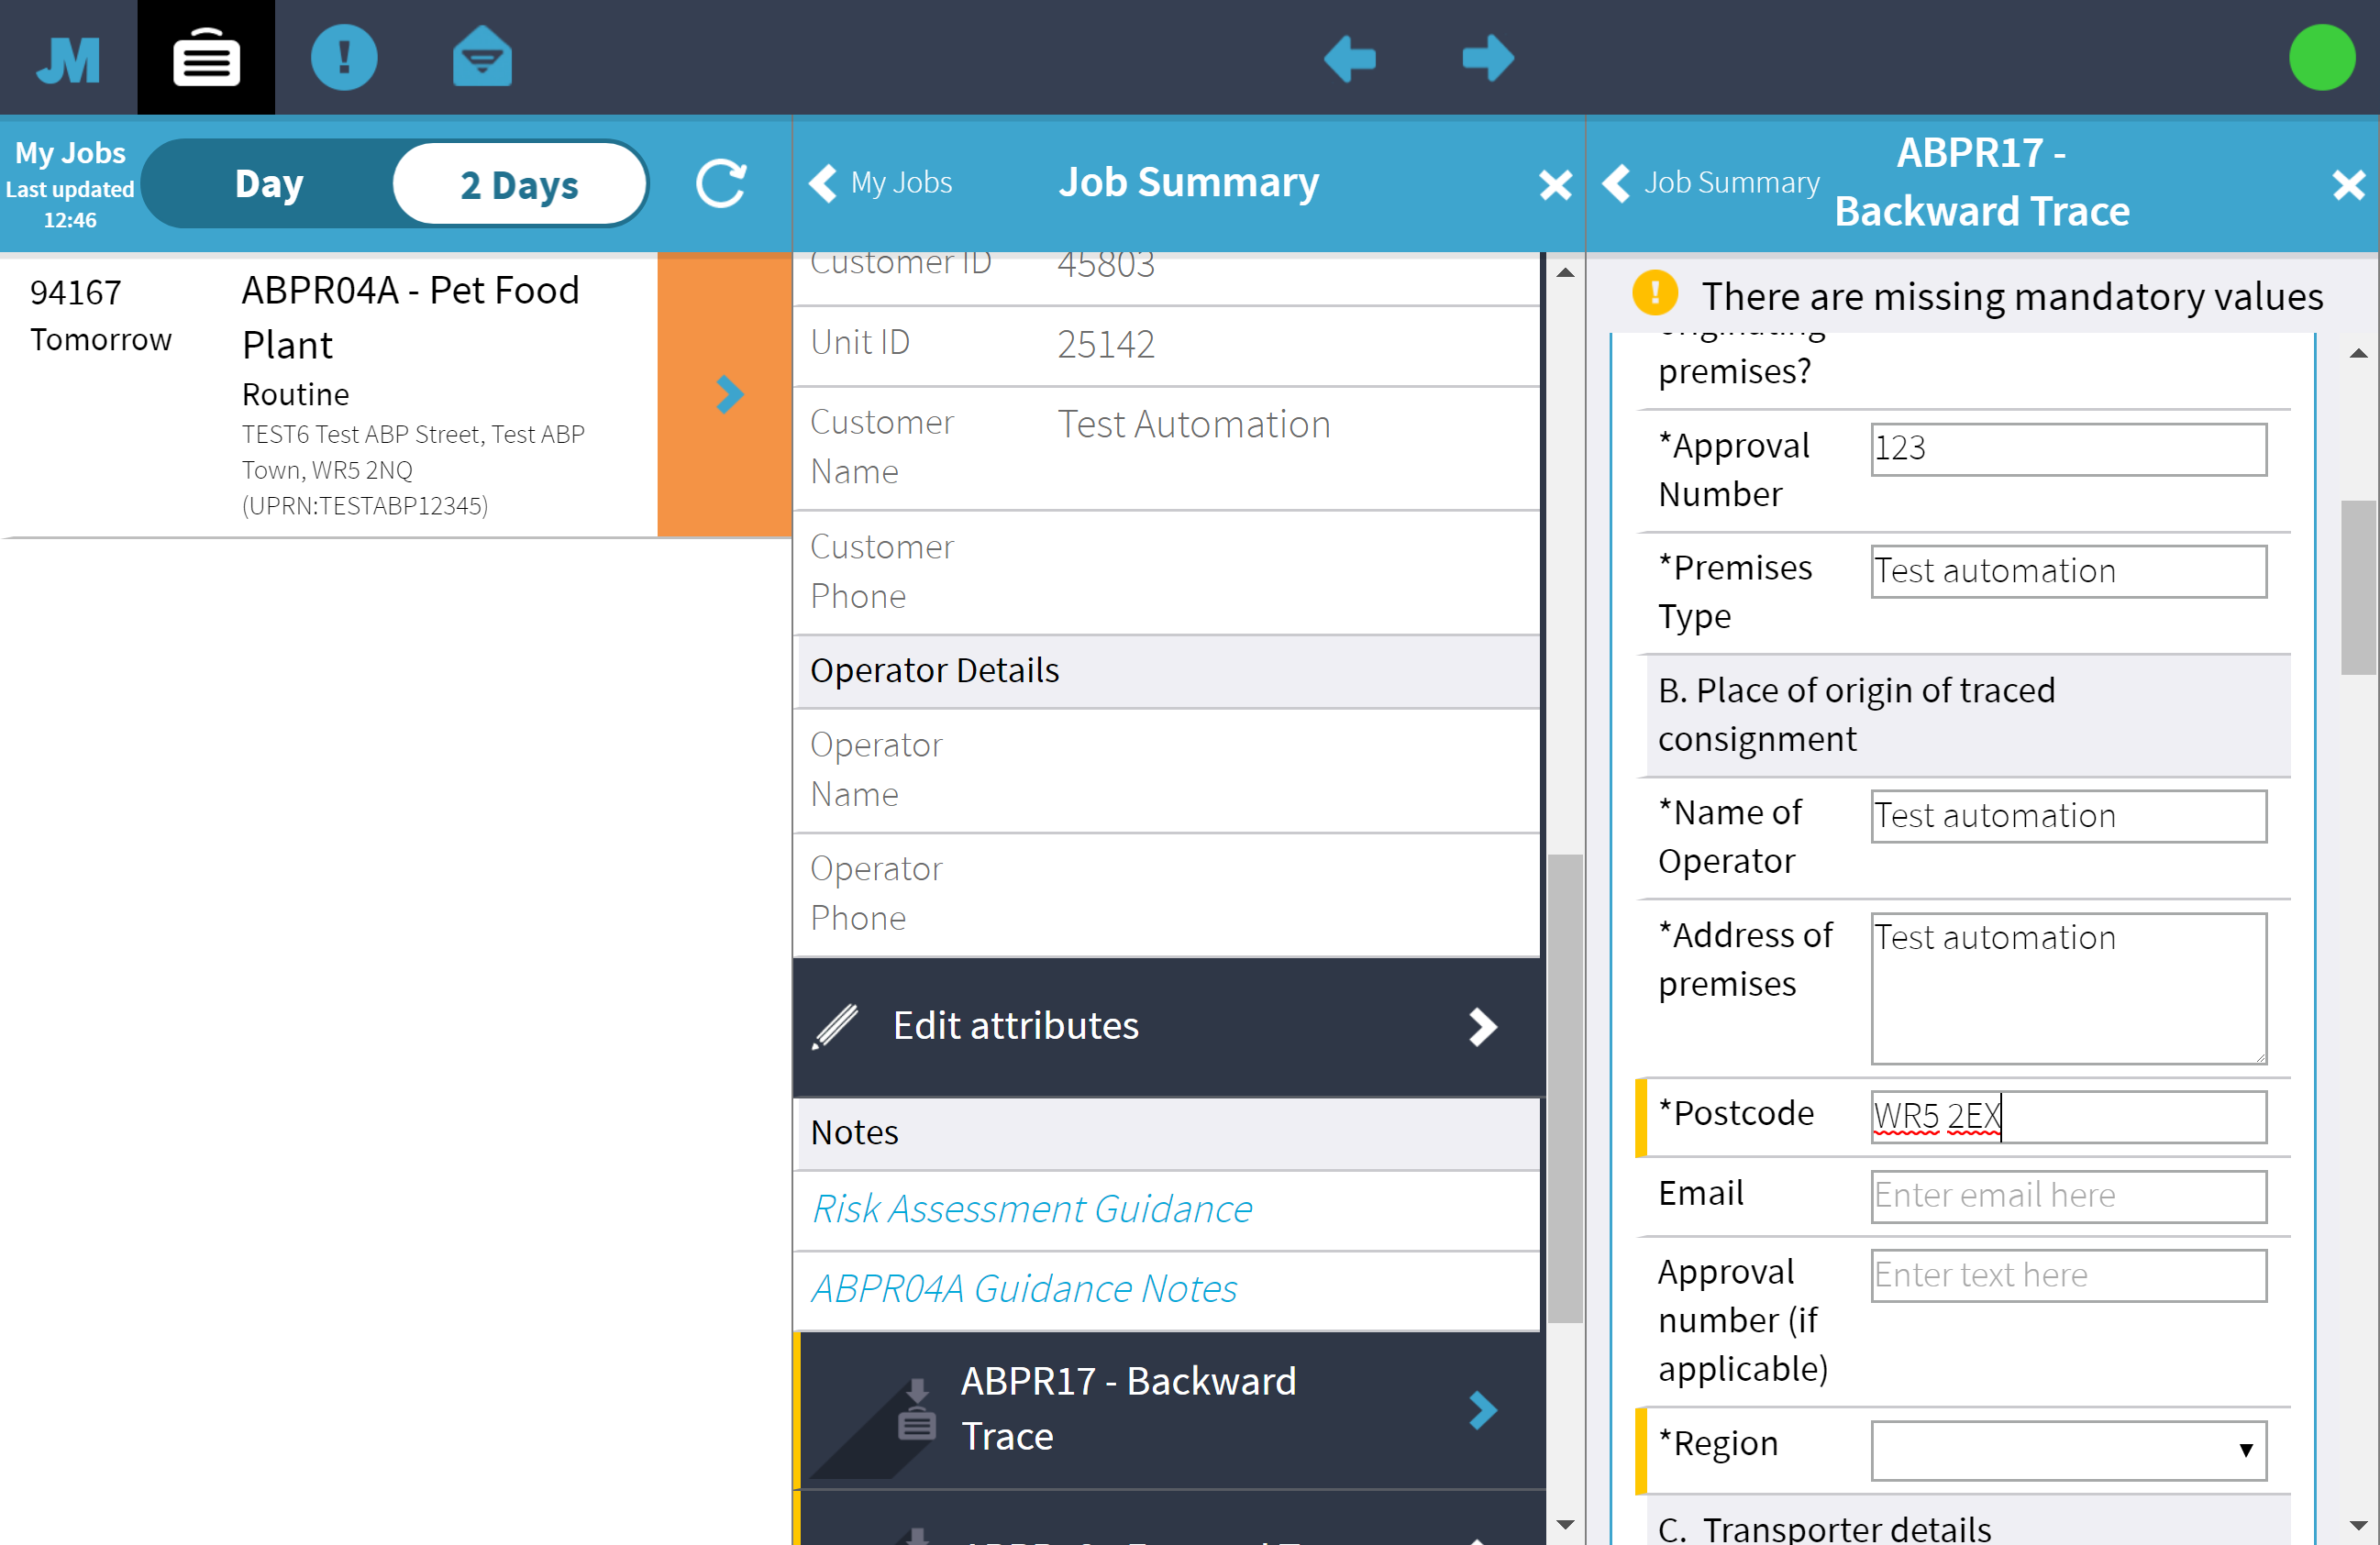 JM
My Jobs
Last updated
12:46
Day
2 Days
My Jobs
Job Summary
Job Summary
ABPR17 -
Backward Trace
94167
Tomorrow
ABPR04A - Pet Food
Plant
Routine
TEST6 Test ABP Street, Test ABP
Town, WR5 2NQ
(UPRN:TESTABP12345)
Customer ID 45803
Unit ID 25142
Customer
Name
Test Automation
Customer
Phone
Operator Details
Operator
Name
Operator
Phone
Edit attributes
Notes
Risk Assessment Guidance
ABPR04A Guidance Notes
ABPR17 - Backward
Trace
There are missing mandatory values
originating
premises?
*Approval
Number
123
*Premises
Type
Test automation
B. Place of origin of traced
consignment
*Name of
Operator
Test automation
*Address of
premises
Test automation
*Postcode WR5 2EX
Email Enter email here
Approval
number (if
applicable)
Enter text here
*Region
C. Transporter details